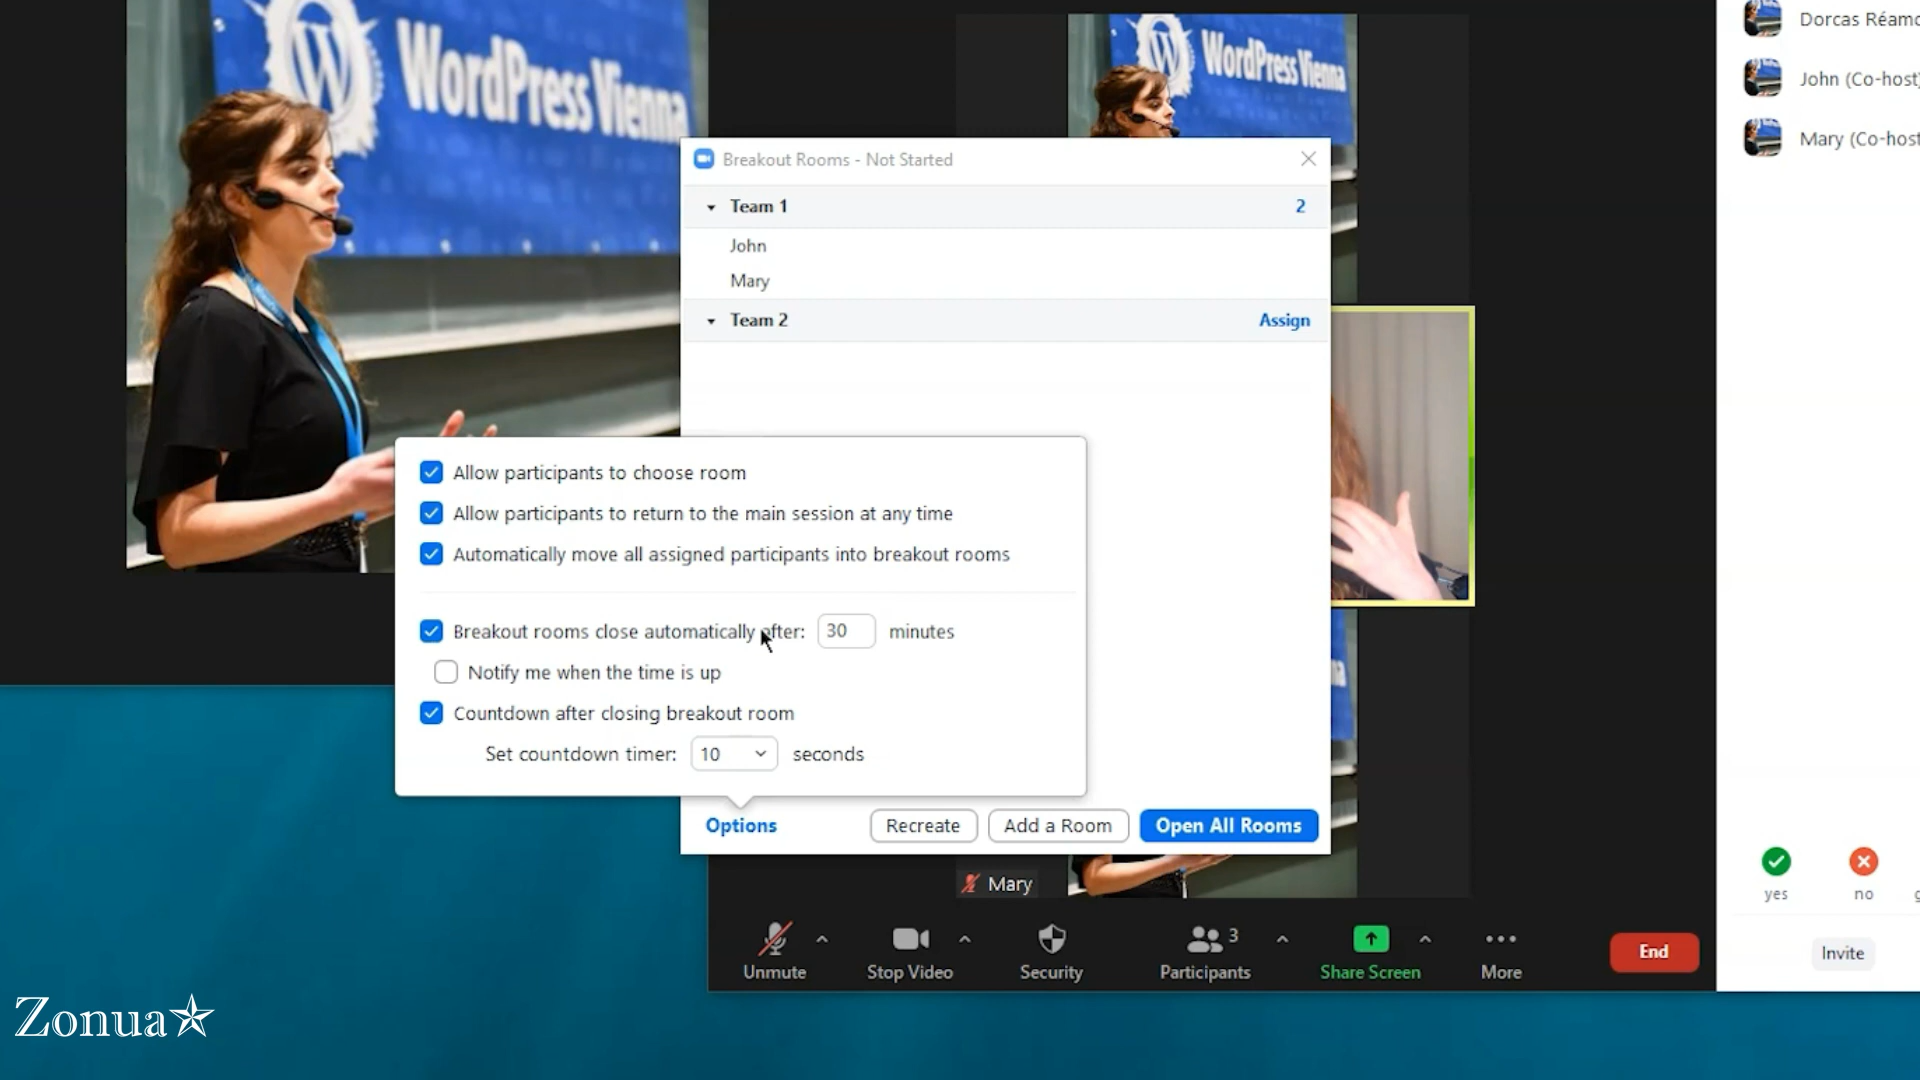 WordPress Vienna
WordPress Vienna
Dorcas Réamo
John (Co-host)
Mary (Co-host
Breakout Rooms - Not Started
Team 1
2
John
Mary
Team 2
Assign
Allow participants to choose room
Allow participants to return to the main session at any time
Automatically move all assigned participants into breakout rooms
Breakout rooms close automatically after: 30 minutes
Notify me when the time is up
Countdown after closing breakout room
Set countdown timer: 10 seconds
Options
Recreate
Add a Room
Open All Rooms
Mary
yes
no
Unmute
Stop Video
Security
Participants
3
Share Screen
More
End
Invite
Zonua